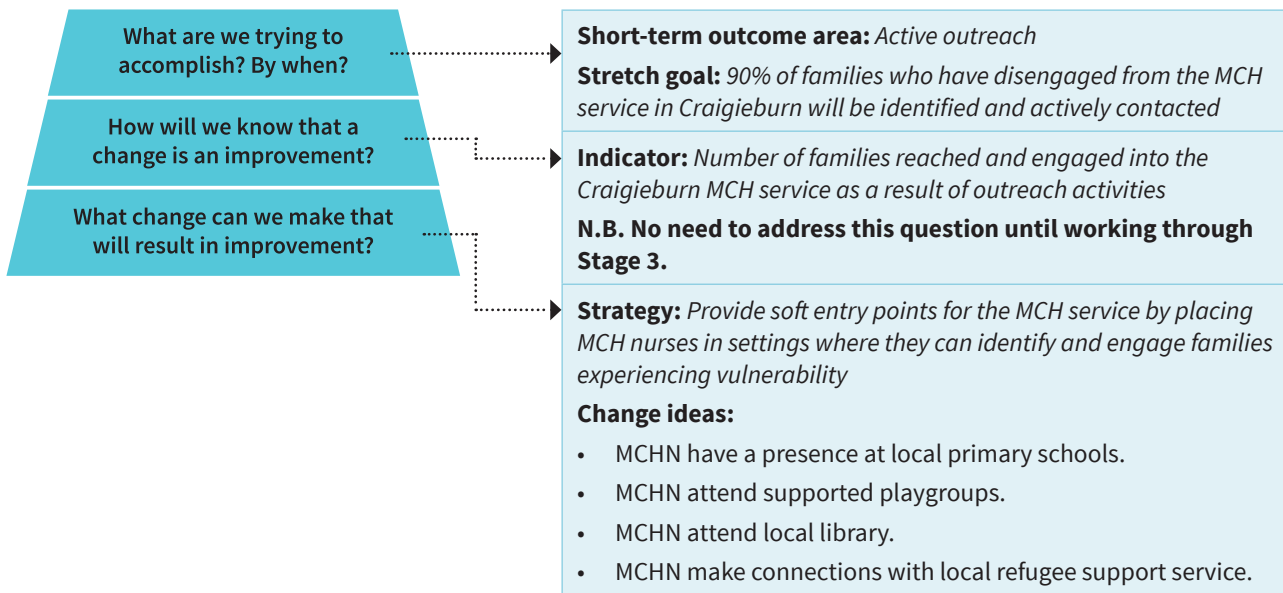 What are we trying to
accomplish? By when?
Short-term outcome area: Active outreach
Stretch goal: 90% of families who have disengaged from the MCH
service in Craigieburn will be identified and actively contacted
How will we know that a
change is an improvement?
Indicator: Number of families reached and engaged into the
Craigieburn MCH service as a result of outreach activities
N.B. No need to address this question until working through
Stage 3.
What change can we make that
will result in improvement?
Strategy: Provide soft entry points for the MCH service by placing
MCH nurses in settings where they can identify and engage families
experiencing vulnerability
Change ideas:
• MCHN have a presence at local primary schools.
• MCHN attend supported playgroups.
• MCHN attend local library.
• MCHN make connections with local refugee support service.